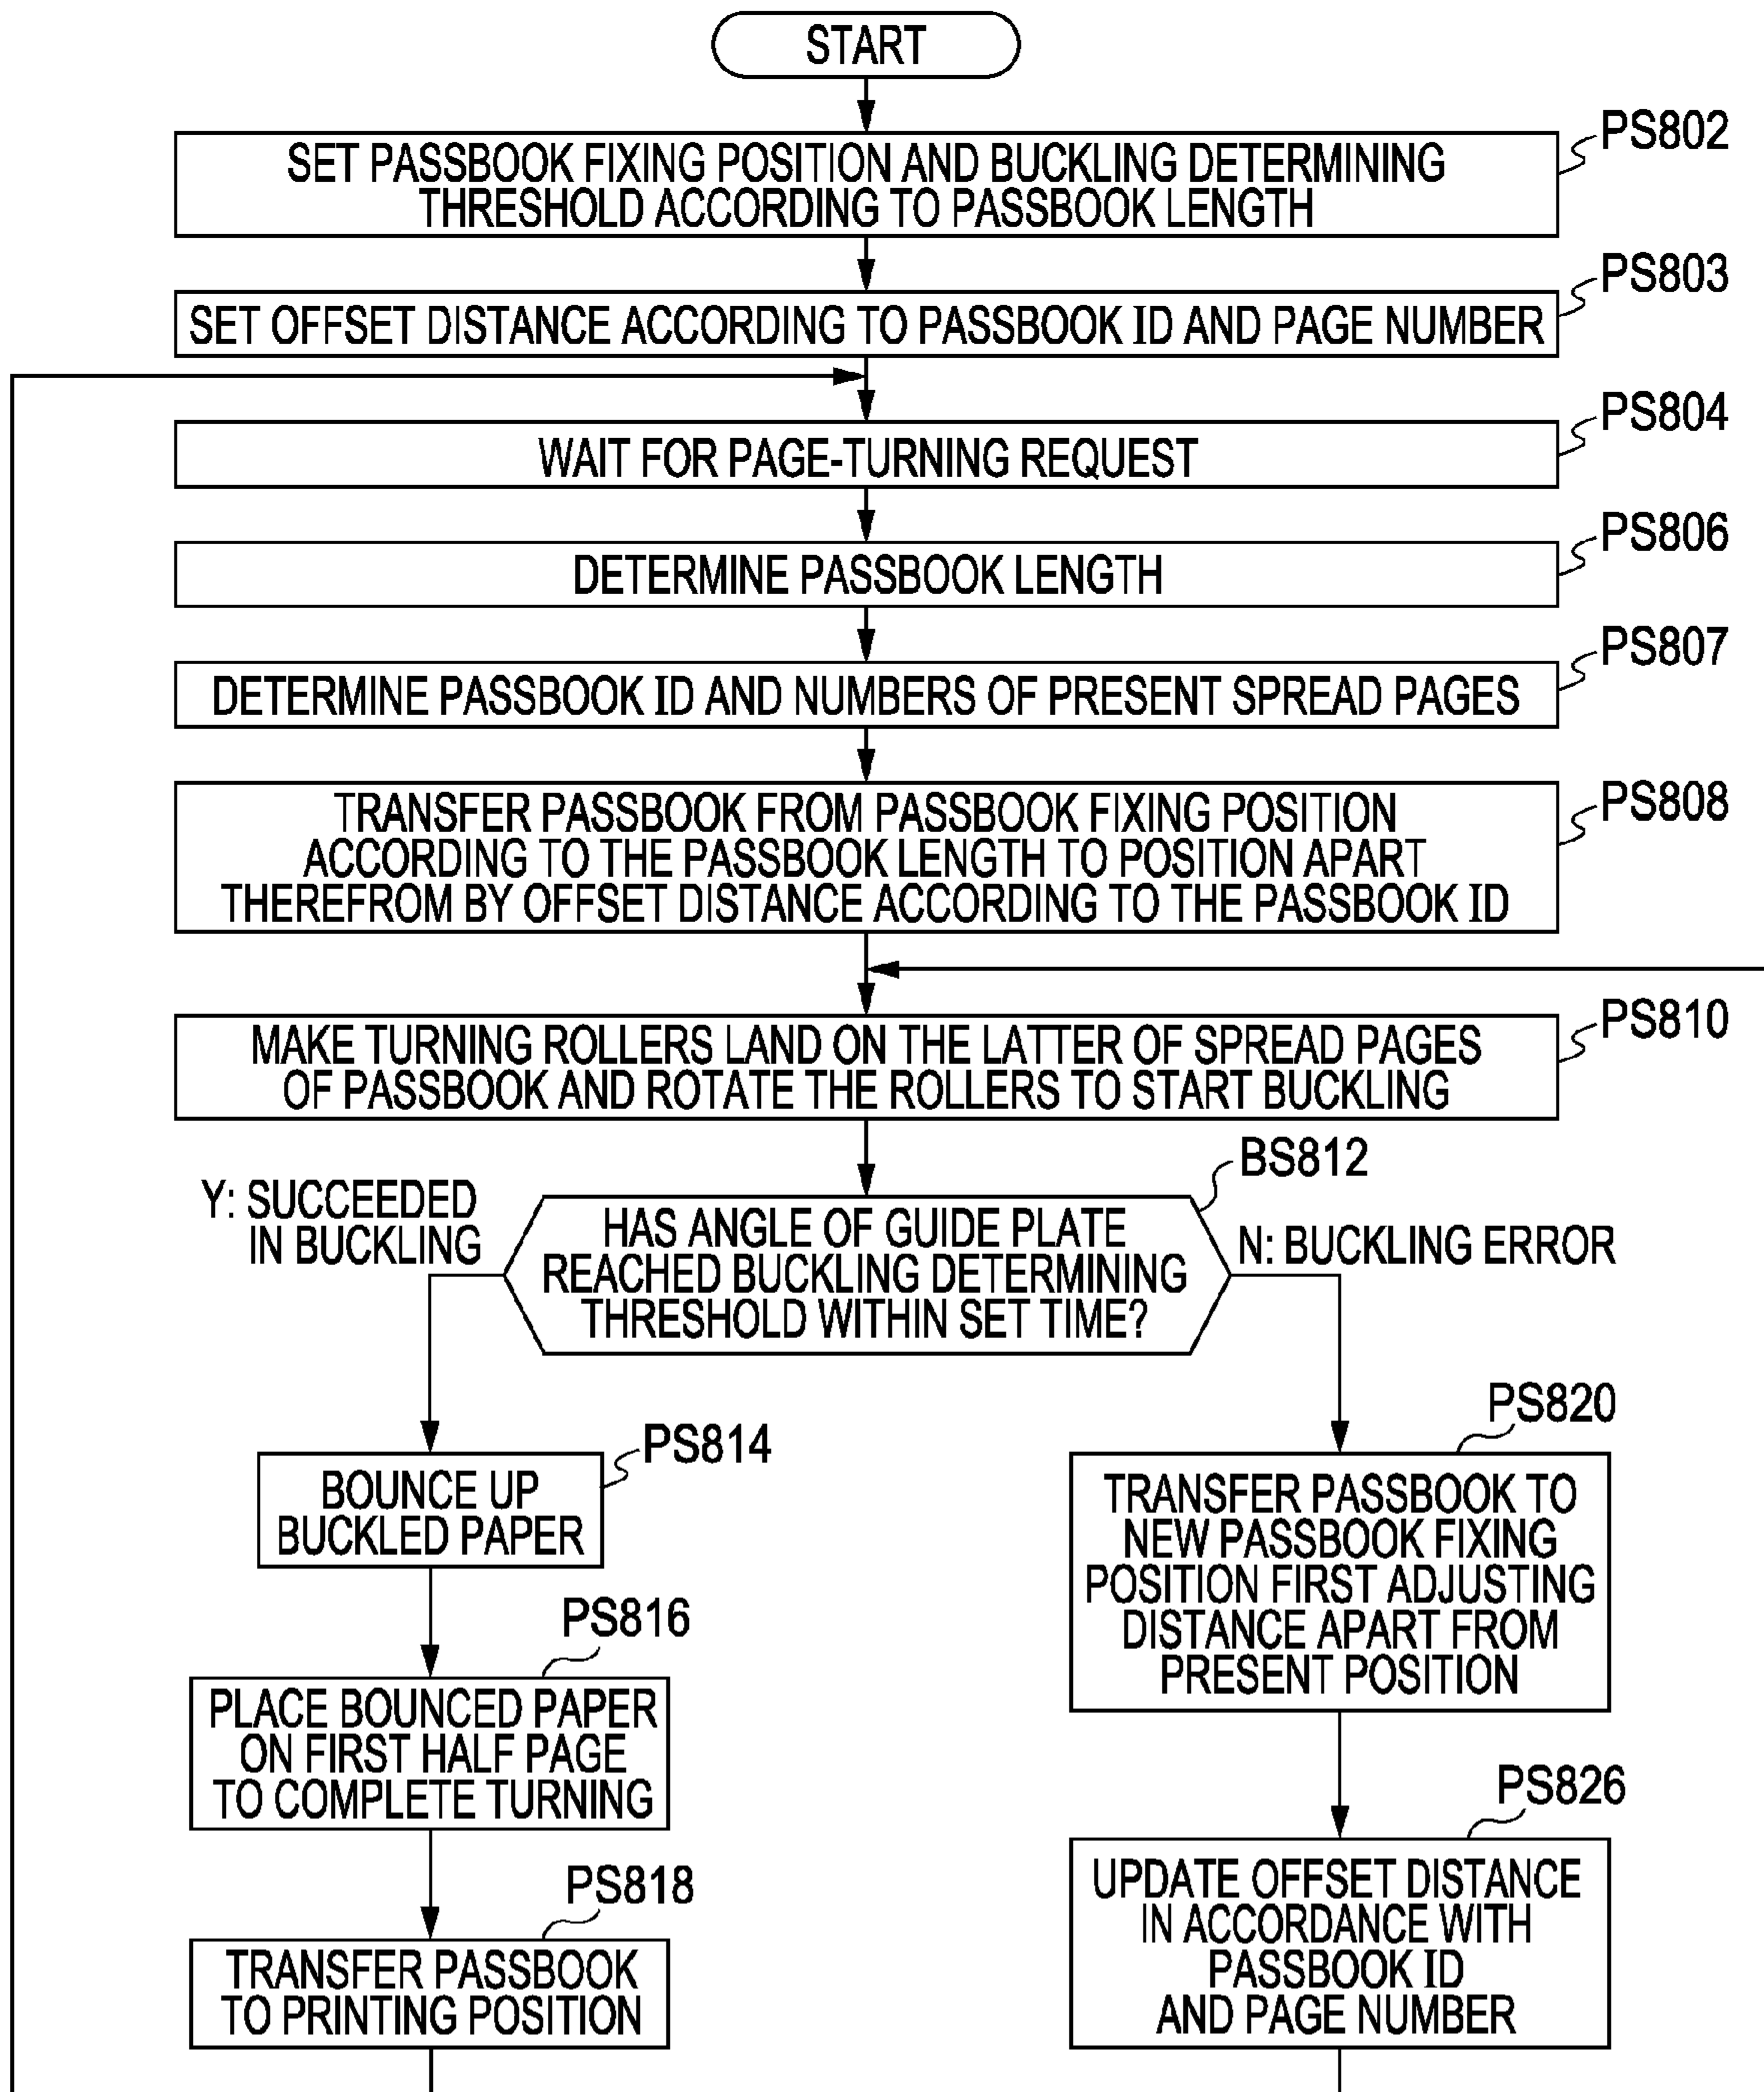 START
PS802
SET PASSBOOK FIXING POSITION AND BUCKLING DETERMINING
THRESHOLD ACCORDING TO PASSBOOK LENGTH
PS803
SET OFFSET DISTANCE ACCORDING TO PASSBOOK ID AND PAGE NUMBER
PS804
WAIT FOR PAGE-TURNING REQUEST
PS806
DETERMINE PASSBOOK LENGTH
PS807
DETERMINE PASSBOOK ID AND NUMBERS OF PRESENT SPREAD PAGES
PS808
TRANSFER PASSBOOK FROM PASSBOOK FIXING POSITION
ACCORDING TO THE PASSBOOK LENGTH TO POSITION APART
THEREFROM BY OFFSET DISTANCE ACCORDING TO THE PASSBOOK ID
PS810
MAKE TURNING ROLLERS LAND ON THE LATTER OF SPREAD PAGES
OF PASSBOOK AND ROTATE THE ROLLERS TO START BUCKLING
BS812
HAS ANGLE OF GUIDE PLATE
REACHED BUCKLING DETERMINING
THRESHOLD WITHIN SET TIME?
Y: SUCCEEDED
IN BUCKLING
N: BUCKLING ERROR
PS814
BOUNCE UP
BUCKLED PAPER
PS816
PLACE BOUNCED PAPER
ON FIRST HALF PAGE
TO COMPLETE TURNING
PS818
TRANSFER PASSBOOK
TO PRINTING POSITION
PS820
TRANSFER PASSBOOK TO
NEW PASSBOOK FIXING
POSITION FIRST ADJUSTING
DISTANCE APART FROM
PRESENT POSITION
PS826
UPDATE OFFSET DISTANCE
IN ACCORDANCE WITH
PASSBOOK ID
AND PAGE NUMBER